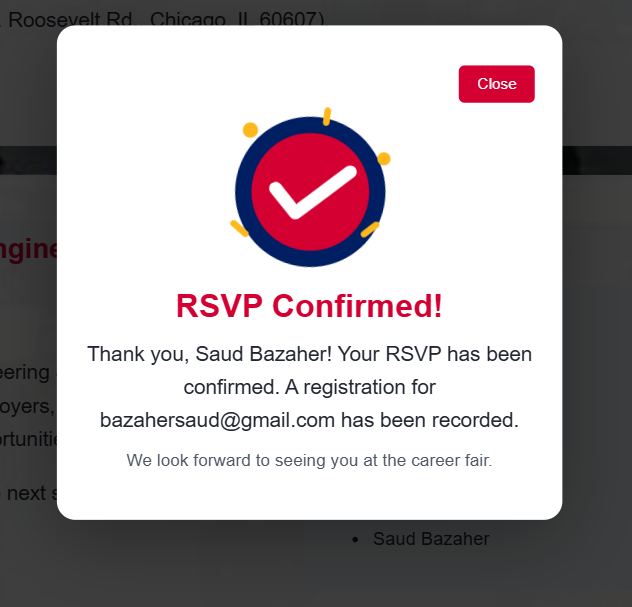 Roosevelt Rd., Chicago, IL 60607)
Close
RSVP Confirmed!
Thank you, Saud Bazaher! Your RSVP has been
confirmed. A registration for
bazahersaud@gmail.com has been recorded.
We look forward to seeing you at the career fair.
next
• Saud Bazaher